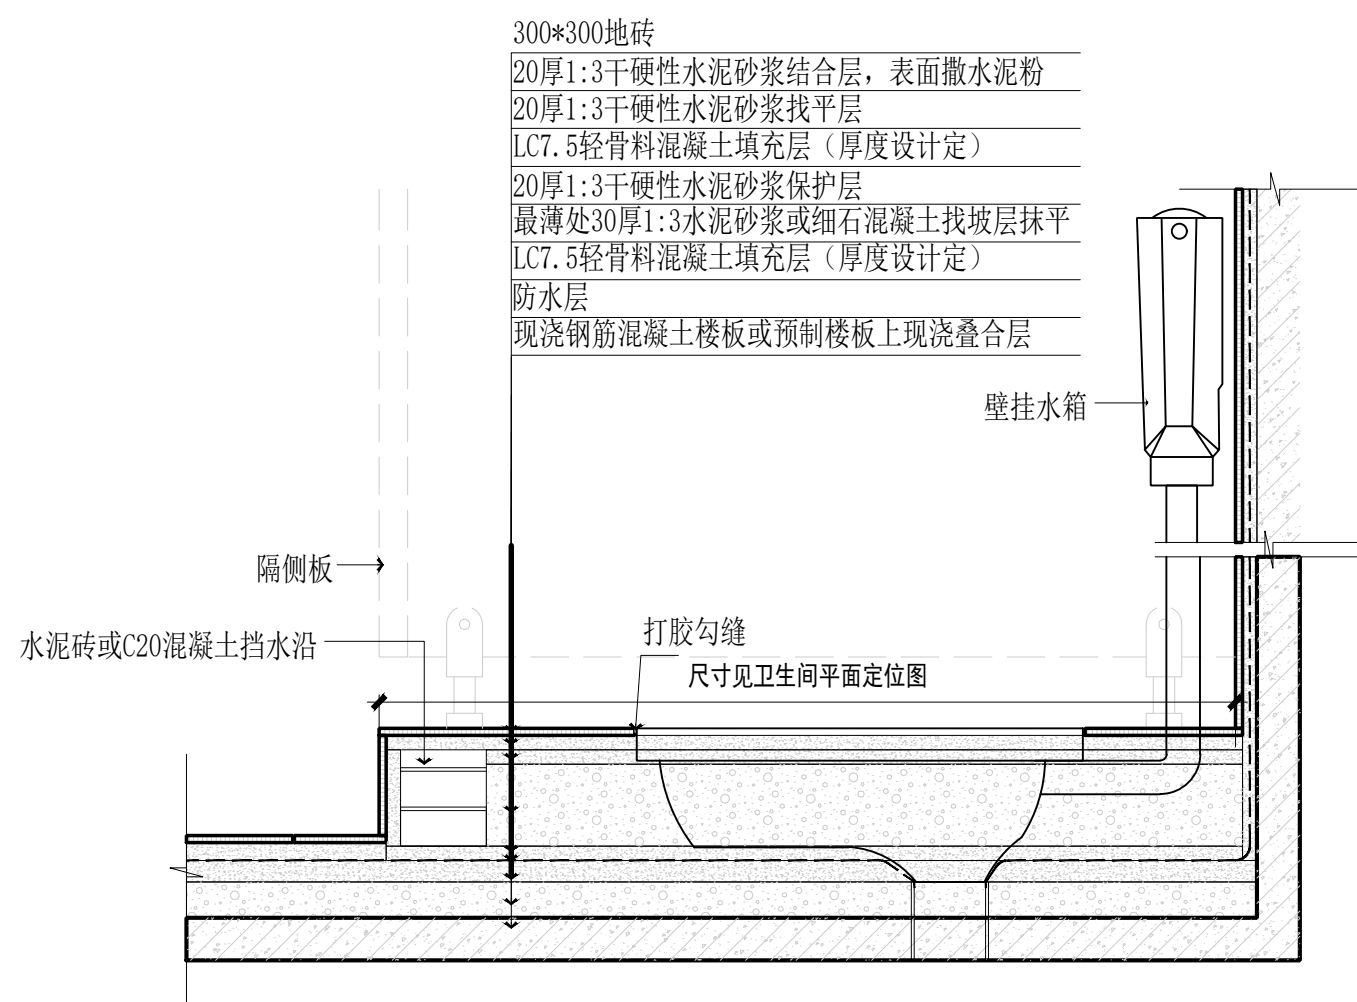 300*300地砖
20厚1:3干硬性水泥砂浆结合层，表面撒水泥粉
20厚1:3干硬性水泥砂浆找平层
LC7.5轻骨料混凝土填充层（厚度设计定）
20厚1:3干硬性水泥砂浆保护层
最薄处30厚1:3水泥砂浆或细石混凝土找坡层抹平
LC7.5轻骨料混凝土填充层（厚度设计定）
防水层
现浇钢筋混凝土楼板或预制楼板上现浇叠合层
壁挂水箱
隔侧板
水泥砖或C20混凝土挡水沿
打胶勾缝
尺寸见卫生间平面定位图